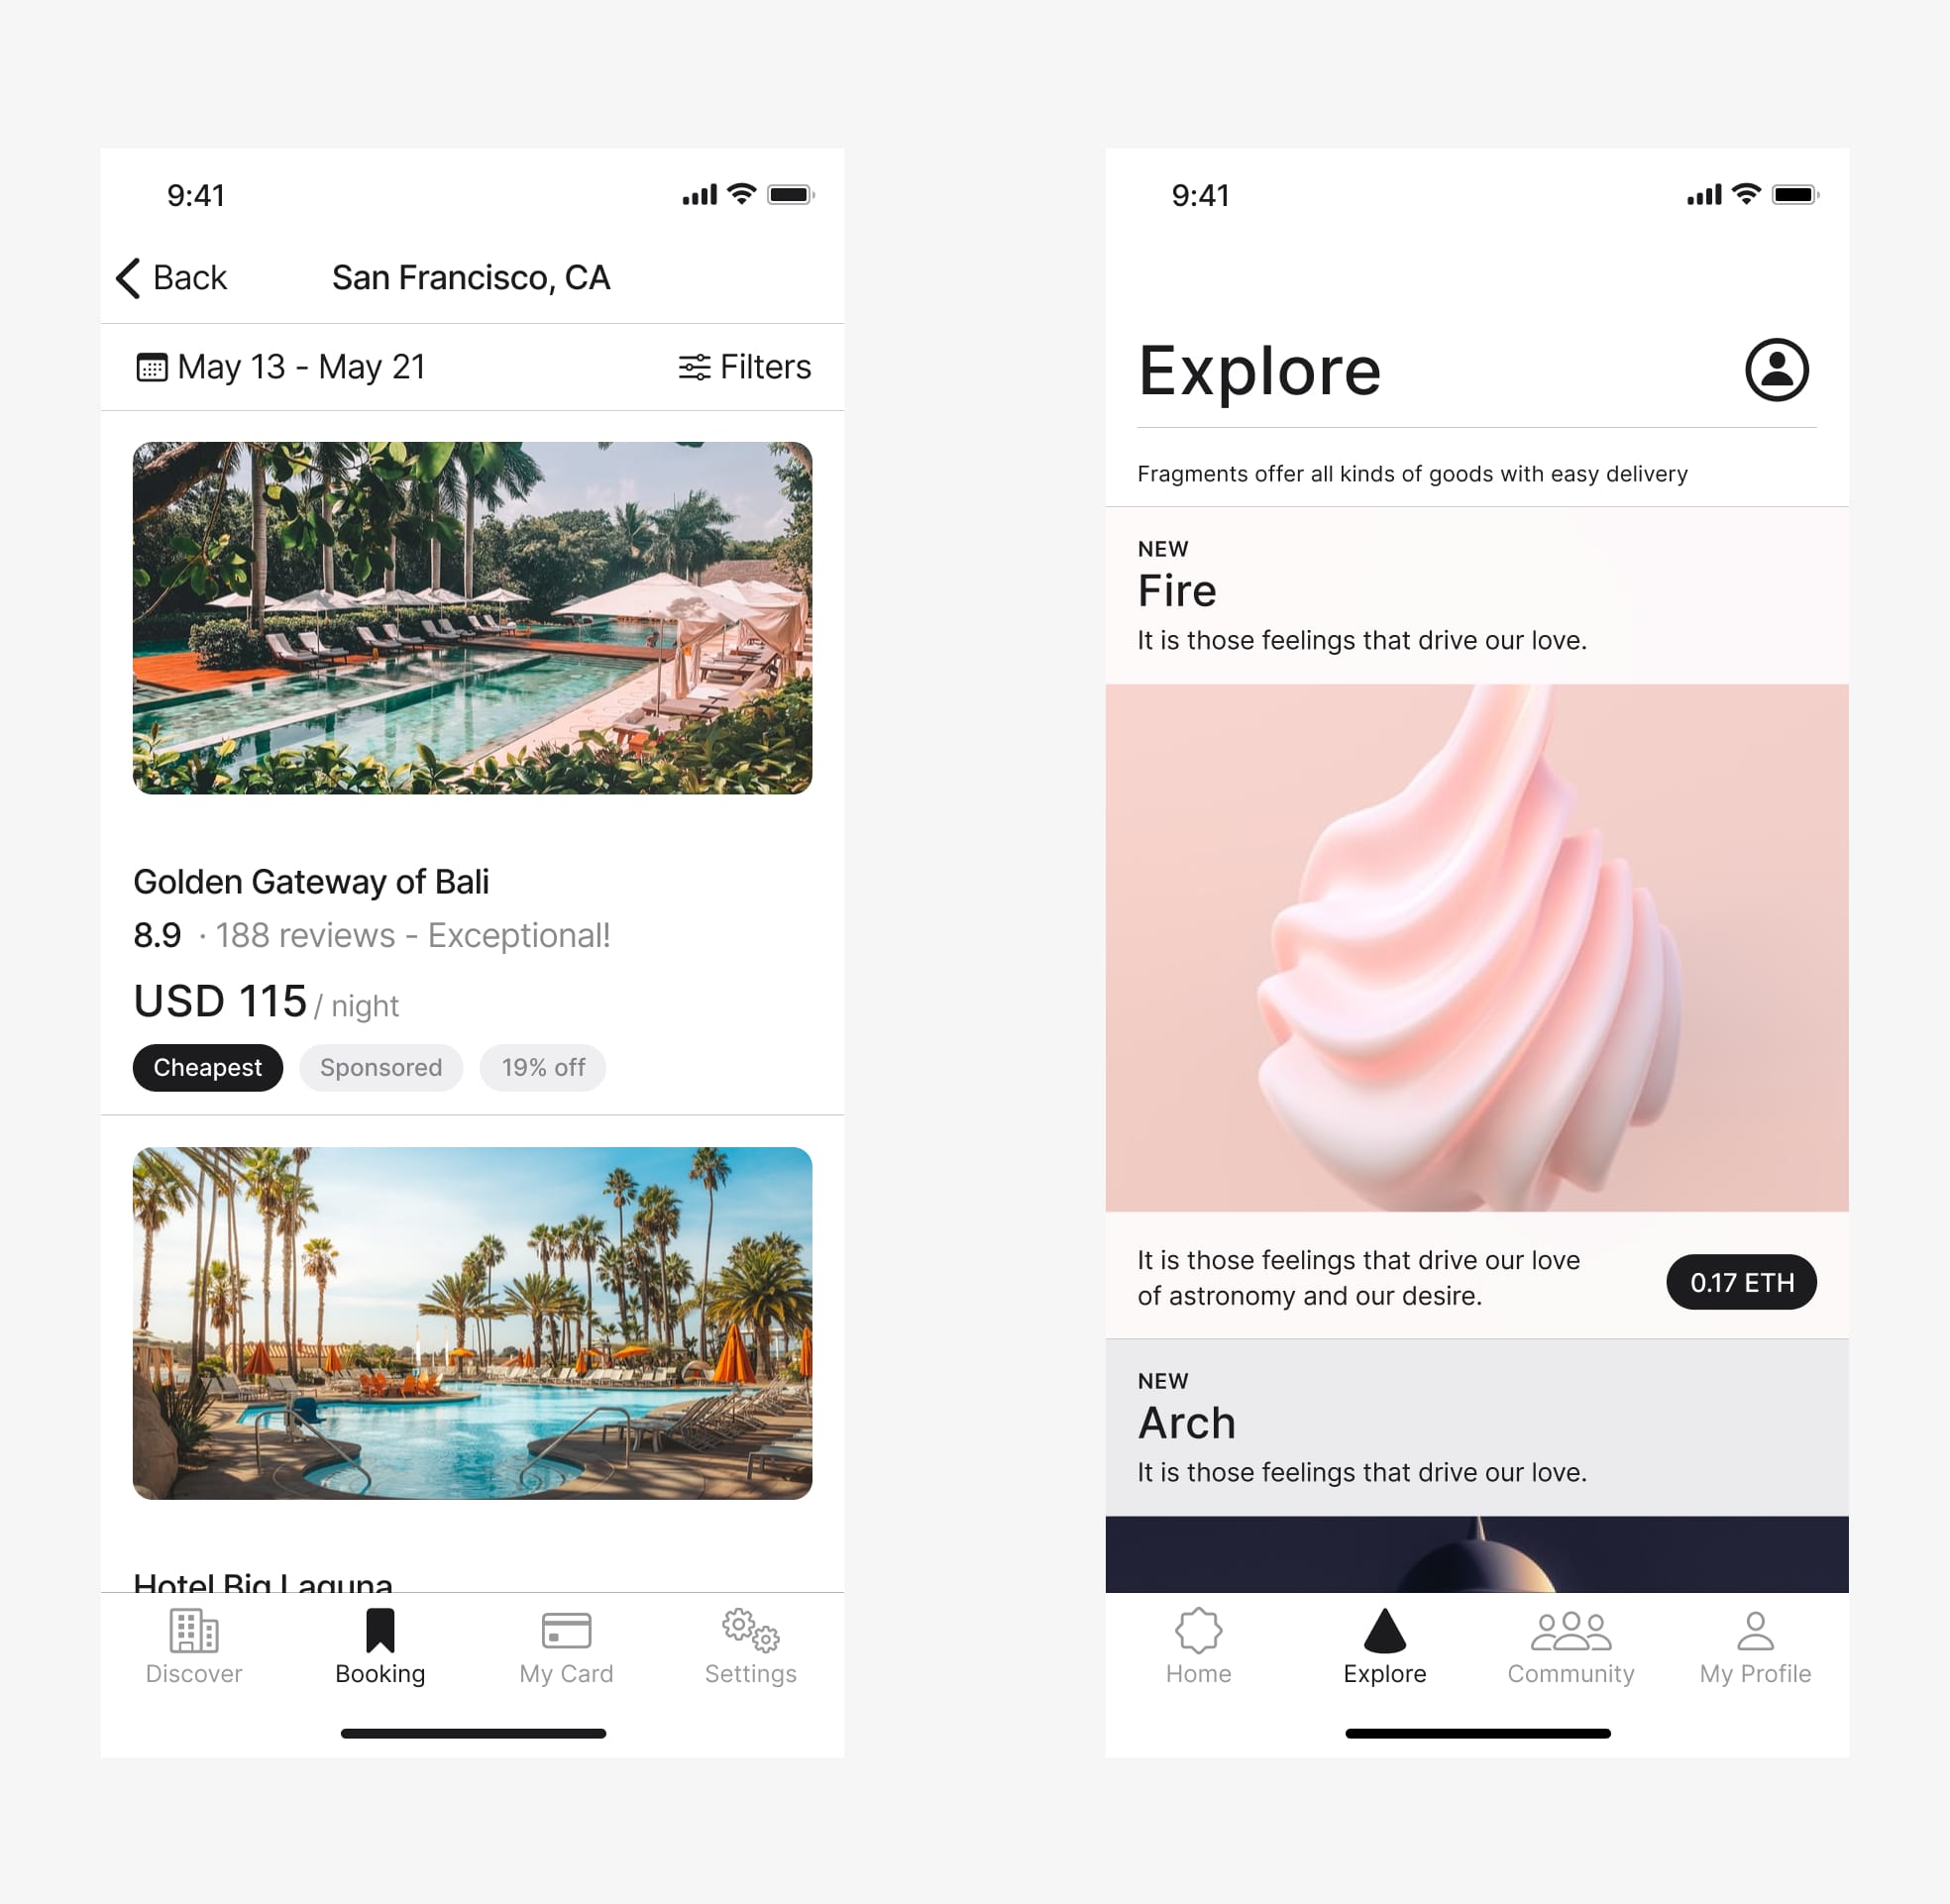 9:41
Back
San Francisco, CA
May 13 - May 21
Filters
Golden Gateway of Bali
8.9 · 188 reviews - Exceptional!
USD 115 / night
Cheapest
Sponsored
19% off
Hotel Big Laguna
Discover
Booking
My Card
Settings
9:41
Explore
Fragments offer all kinds of goods with easy delivery
NEW
Fire
It is those feelings that drive our love.
It is those feelings that drive our love
of astronomy and our desire.
0.17 ETH
NEW
Arch
It is those feelings that drive our love.
Home
Explore
Community
My Profile